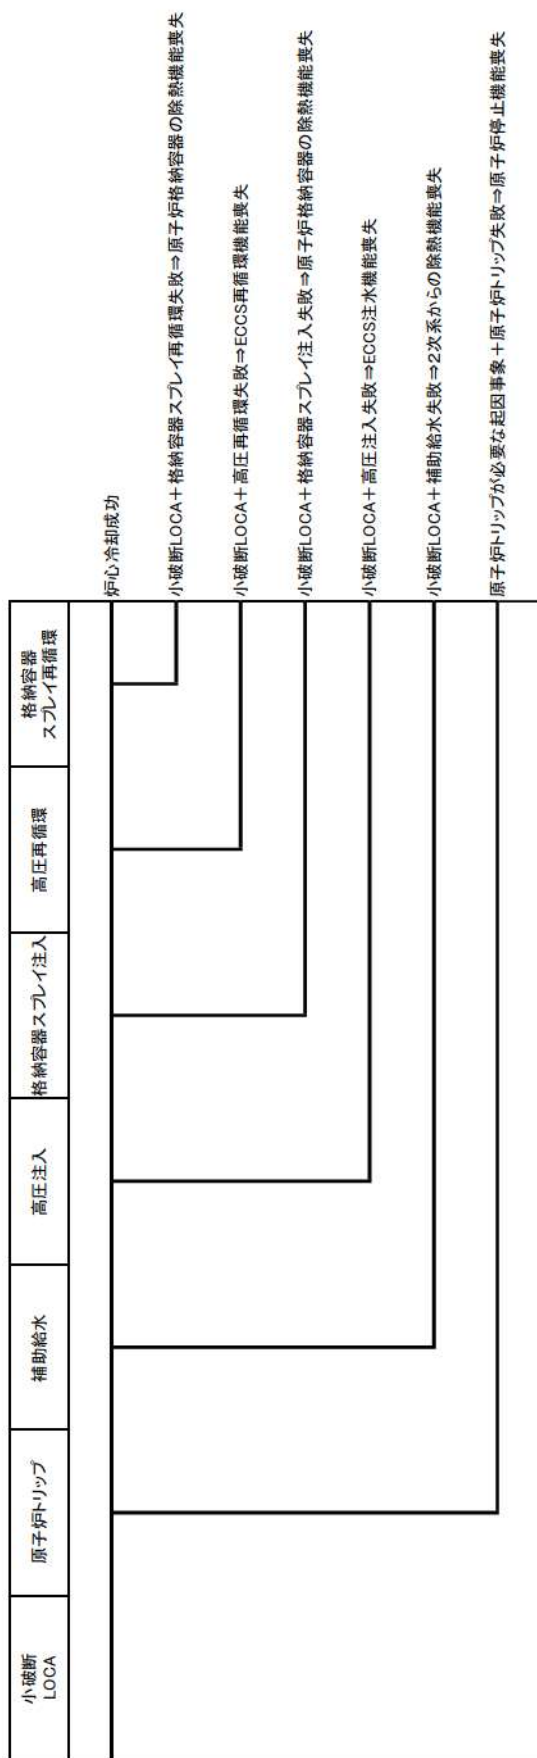 小破断
LOCA
原子炉トリップ
補助給水
高圧注入
格納容器スプレイ注入
高圧再循環
格納容器
スプレイ再循環
炉心冷却成功
小破断LOCA+格納容器スプレイ再循環失敗⇒原子炉格納容器の除熱機能喪失
小破断LOCA+高圧再循環失敗⇒ECCS再循環機能喪失
小破断LOCA+格納容器スプレイ注入失敗⇒原子炉格納容器の除熱機能喪失
小破断LOCA+高圧注入失敗⇒ECCS注水機能喪失
小破断LOCA+補助給水失敗⇒2次系からの除熱機能喪失
原子炉トリップが必要な起因事象+原子炉トリップ失敗⇒原子炉停止機能喪失